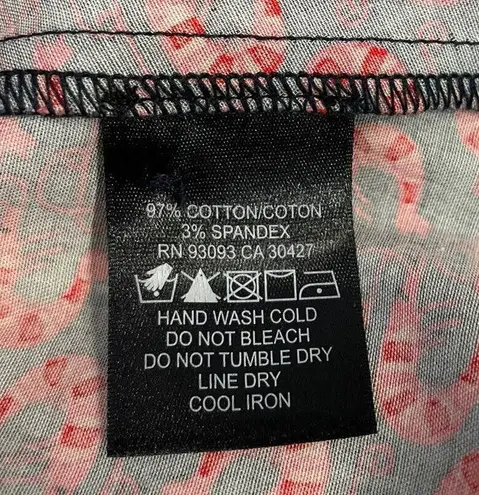 97% COTTON/COTON
3% SPANDEX
RN 93093 CA 30427
HAND WASH COLD
DO NOT BLEACH
DO NOT TUMBLE DRY
LINE DRY
COOL IRON